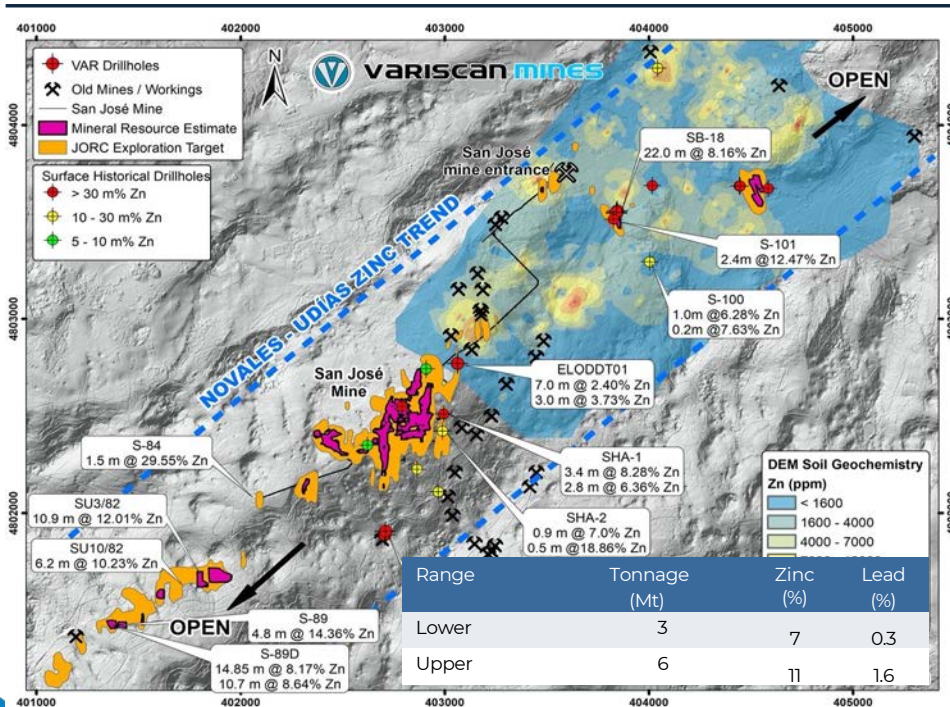 401000 402000 403000 404000 405000
VAR Drillholes
Old Mines / Workings
San José Mine
Mineral Resource Estimate
JORC Exploration Target
N
V VARISCAN MINES
OPEN
4804000
Surface Historical Drillholes
> 30 m% Zn
10 - 30 m% Zn
5 - 10 m% Zn
San José
mine entrance
SB-18
22.0 m @ 8.16% Zn
S-101
2.4m @12.47% Zn
S-100
1.0m @6.28% Zn
0.2m @7.63% Zn
NOVALES - UDÍAS ZINC TREND
4803000
4803000
San José
Mine
ELODDT01
7.0 m @ 2.40% Zn
3.0 m @ 3.73% Zn
S-84
1.5 m @ 29.55% Zn
SHA-1
3.4 m @ 8.28% Zn
2.8 m @ 6.36% Zn
SU3/82
10.9 m @ 12.01% Zn
SHA-2
0.9 m @ 7.0% Zn
0.5 m @18.86% Zn
SU10/82
6.2 m @ 10.23% Zn
4802000
DEM Soil Geochemistry
Zn (ppm)
< 1600
1600 - 4000
4000 - 7000
OPEN
S-89
4.8 m @ 14.36% Zn
S-89D
14.85 m @ 8.17% Zn
10.7 m @ 8.64% Zn
Range Tonnage Zinc Lead
(Mt) (%) (%)
Lower 3 7 0.3
Upper 6 11 1.6
401000 402000 403000 404000 405000